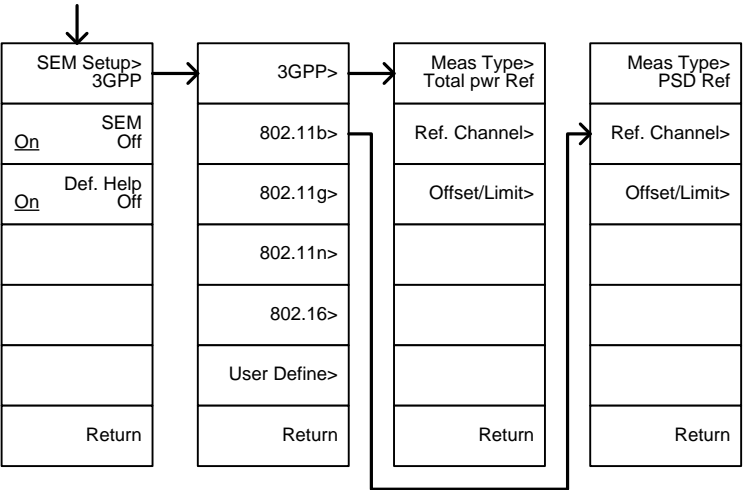 SEM Setup>
3GPP
SEM
On Off
Def. Help
On Off
Return
3GPP>
802.11b>
802.11g>
802.11n>
802.16>
User Define>
Return
Meas Type>
Total pwr Ref
Ref. Channel>
Offset/Limit>
Return
Meas Type>
PSD Ref
Ref. Channel>
Offset/Limit>
Return